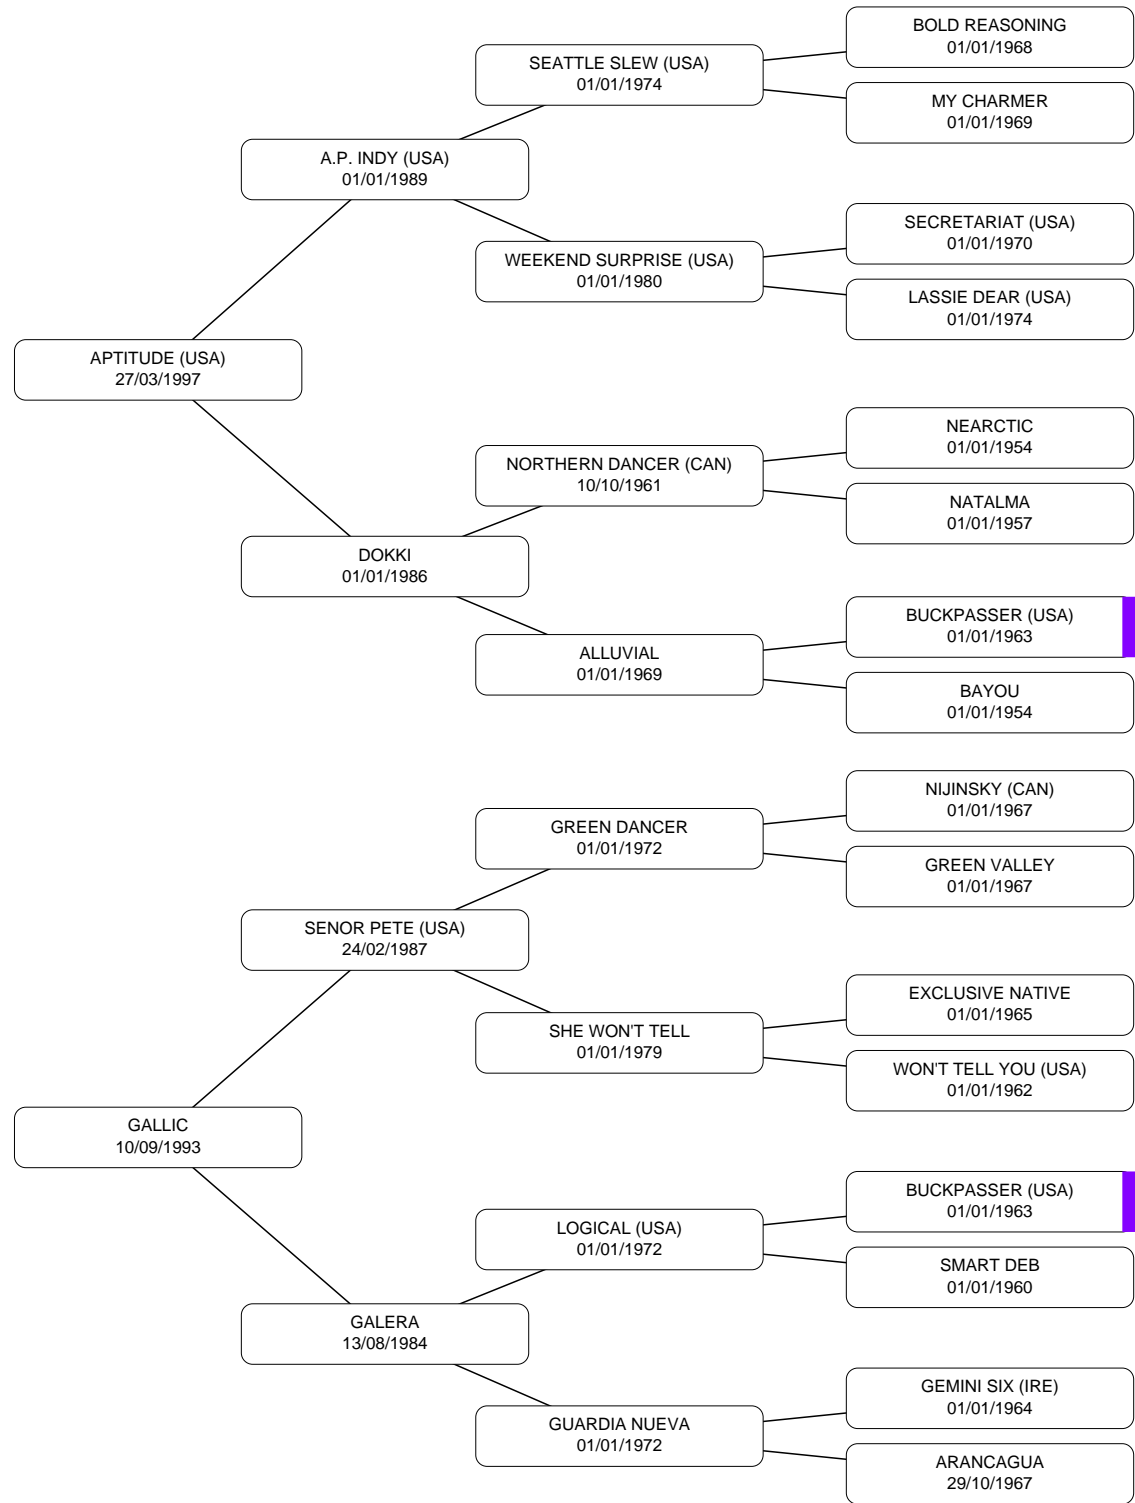 BOLD REASONING
01/01/1968
SEATTLE SLEW (USA)
01/01/1974
MY CHARMER
01/01/1969
A.P. INDY (USA)
01/01/1989
SECRETARIAT (USA)
01/01/1970
WEEKEND SURPRISE (USA)
01/01/1980
LASSIE DEAR (USA)
01/01/1974
APTITUDE (USA)
27/03/1997
NEARCTIC
01/01/1954
NORTHERN DANCER (CAN)
10/10/1961
NATALMA
01/01/1957
DOKKI
01/01/1986
BUCKPASSER (USA)
01/01/1963
ALLUVIAL
01/01/1969
BAYOU
01/01/1954
NIJINSKY (CAN)
01/01/1967
GREEN DANCER
01/01/1972
GREEN VALLEY
01/01/1967
SENOR PETE (USA)
24/02/1987
EXCLUSIVE NATIVE
01/01/1965
SHE WON'T TELL
01/01/1979
WON'T TELL YOU (USA)
01/01/1962
GALLIC
10/09/1993
BUCKPASSER (USA)
01/01/1963
LOGICAL (USA)
01/01/1972
SMART DEB
01/01/1960
GALERA
13/08/1984
GEMINI SIX (IRE)
01/01/1964
GUARDIA NUEVA
01/01/1972
ARANCAGUA
29/10/1967